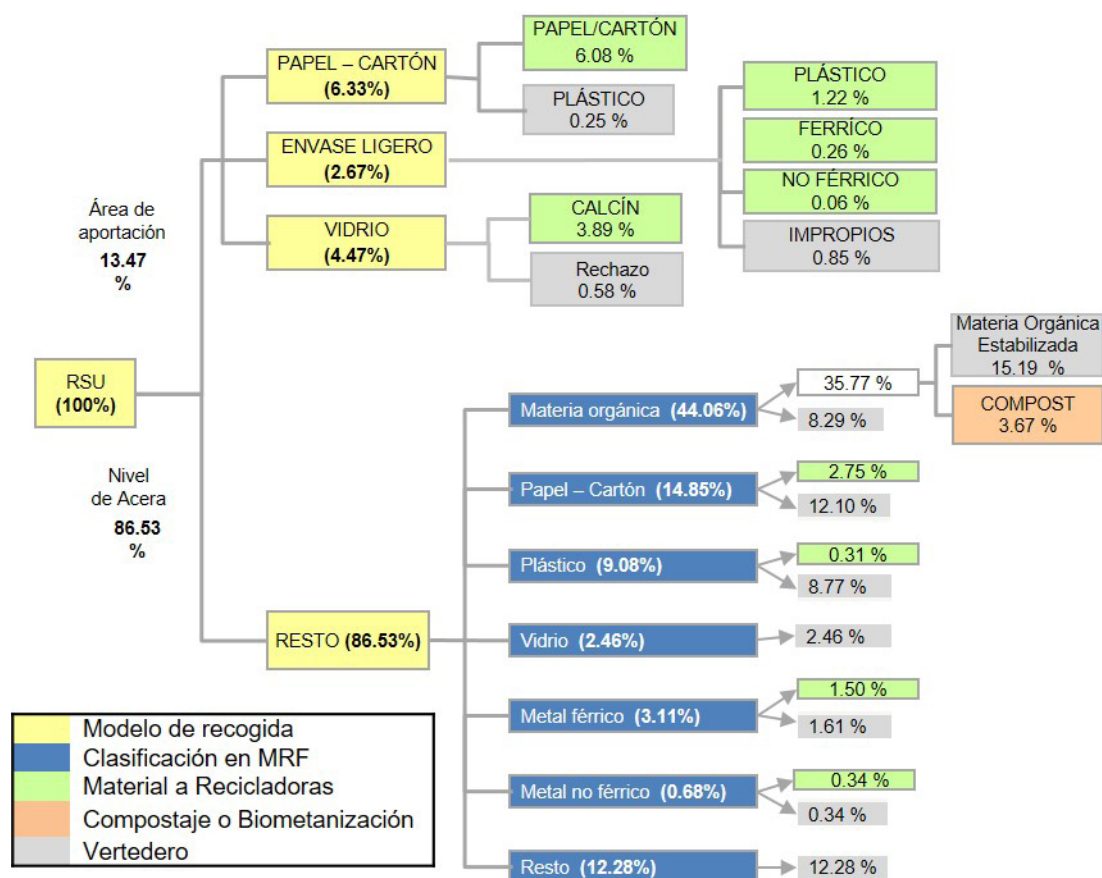 PAPEL – CARTÓN
(6.33%)
PAPEL/CARTÓN
6.08 %
PLÁSTICO
0.25 %
ENVASE LIGERO
(2.67%)
PLÁSTICO
1.22 %
FERRÍCO
0.26 %
NO FÉRRICO
0.06 %
IMPROPIOS
0.85 %
VIDRIO
(4.47%)
CALCÍN
3.89 %
Rechazo
0.58 %
Área de
aportación
13.47
%
RSU
(100%)
Nivel
de Acera
86.53
%
RESTO (86.53%)
Materia orgánica (44.06%)
35.77 %
8.29 %
Materia Orgánica
Estabilizada
15.19 %
COMPOST
3.67 %
Papel – Cartón (14.85%)
2.75 %
12.10 %
Plástico (9.08%)
0.31 %
8.77 %
Vidrio (2.46%)
2.46 %
Metal férrico (3.11%)
1.50 %
1.61 %
Metal no férrico (0.68%)
0.34 %
0.34 %
Resto (12.28%)
12.28 %
Modelo de recogida
Clasificación en MRF
Material a Recicladoras
Compostaje o Biometanización
Vertedero